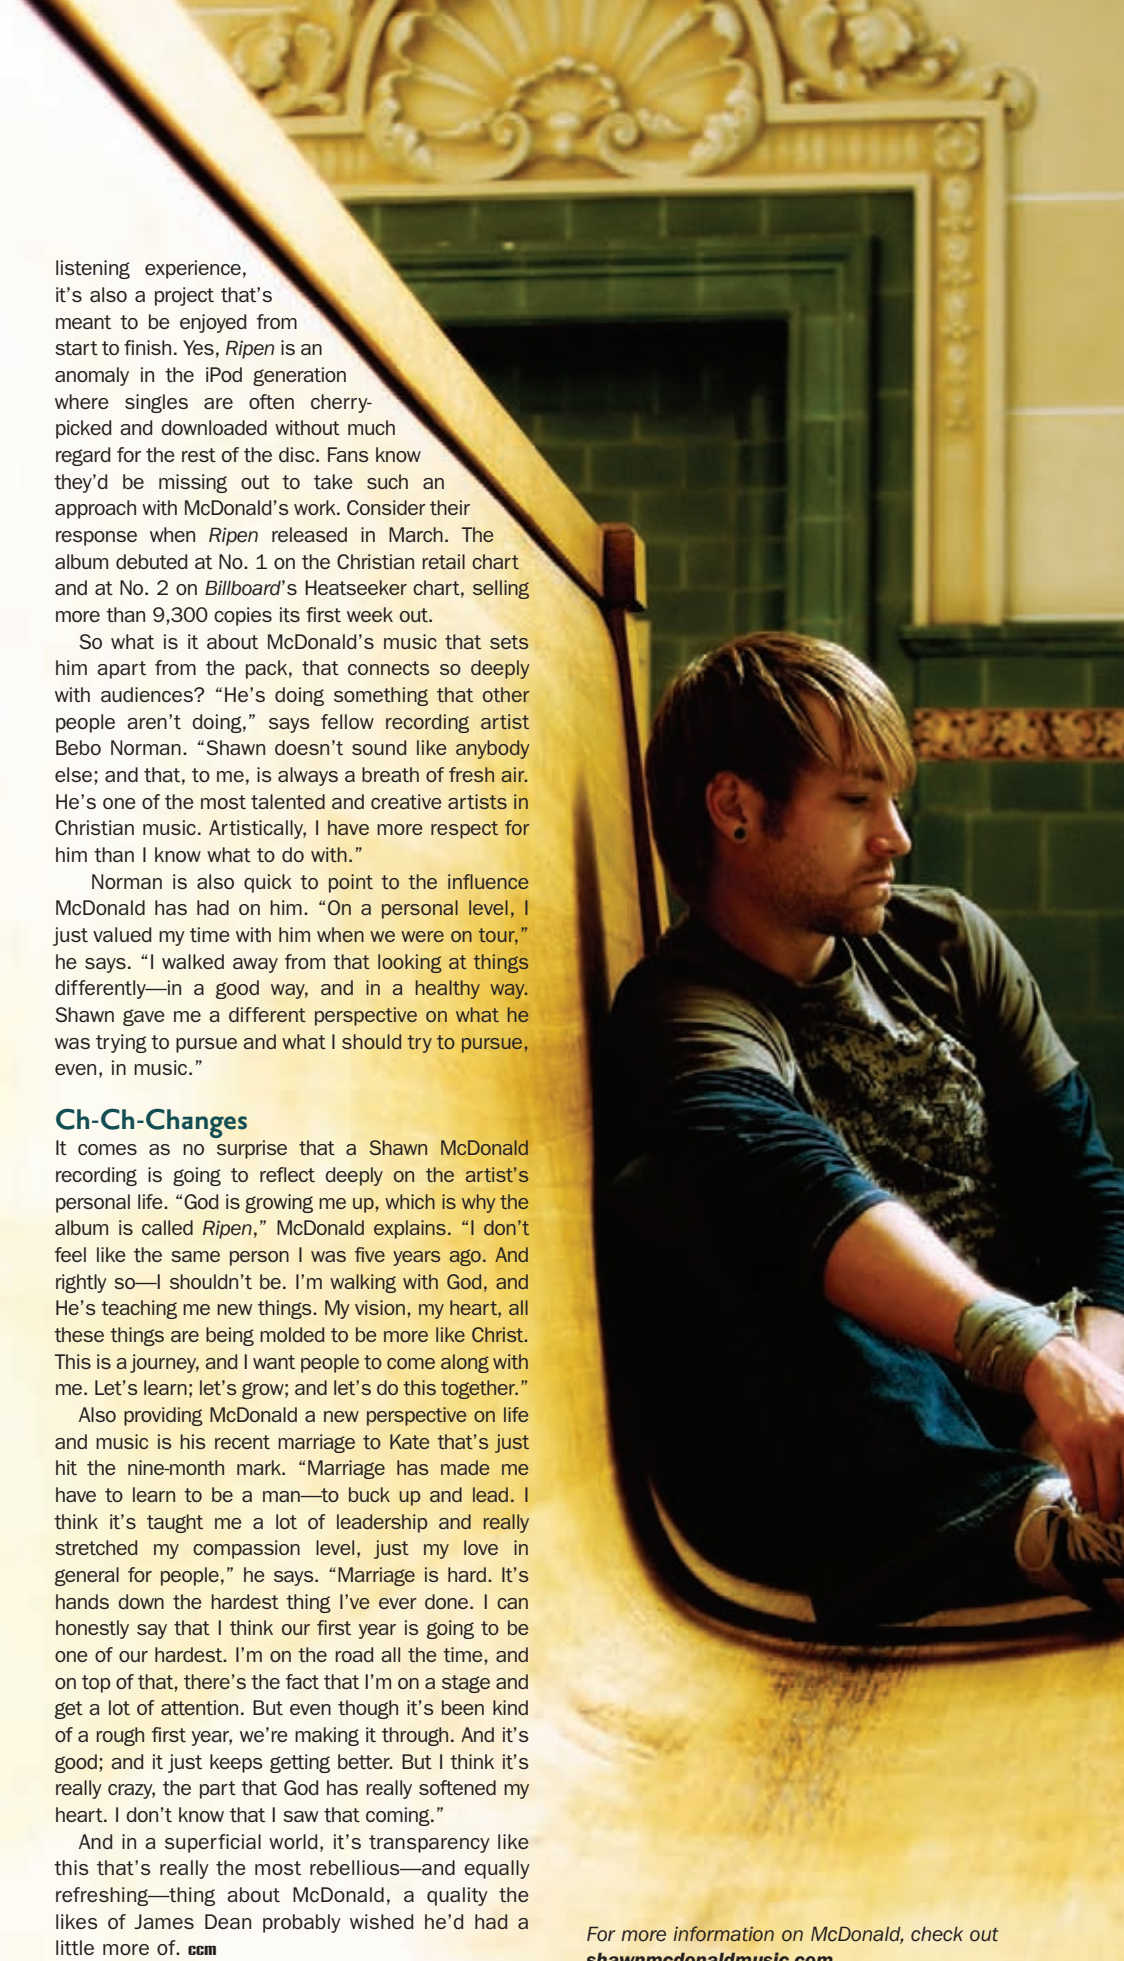 listening experience,
it's also a project that's
meant to be enjoyed from
start to finish. Yes, Ripen is an
anomaly in the iPod generation
where singles are often cherry-
picked and downloaded without much
regard for the rest of the disc. Fans know
they'd be missing out to take such an
approach with McDonald's work. Consider their
response when Ripen released in March. The
album debuted at No. 1 on the Christian retail chart
and at No. 2 on Billboard's Heatseeker chart, selling
more than 9,300 copies its first week out.
So what is it about McDonald's music that sets
him apart from the pack, that connects so deeply
with audiences? “He's doing something that other
people aren't doing,” says fellow recording artist
Bebo Norman. “Shawn doesn't sound like anybody
else; and that, to me, is always a breath of fresh air.
He's one of the most talented and creative artists in
Christian music. Artistically, I have more respect for
him than I know what to do with.”
Norman is also quick to point to the influence
McDonald has had on him. “On a personal level, I
just valued my time with him when we were on tour,”
he says. “I walked away from that looking at things
differently—in a good way, and in a healthy way.
Shawn gave me a different perspective on what he
was trying to pursue and what I should try to pursue,
even, in music.”
Ch-Ch-Changes
It comes as no surprise that a Shawn McDonald
recording is going to reflect deeply on the artist's
personal life. “God is growing me up, which is why the
album is called Ripen,” McDonald explains. “I don't
feel like the same person I was five years ago. And
rightly so—I shouldn't be. I'm walking with God, and
He's teaching me new things. My vision, my heart, all
these things are being molded to be more like Christ.
This is a journey, and I want people to come along with
me. Let's learn; let's grow; and let's do this together.”
Also providing McDonald a new perspective on life
and music is his recent marriage to Kate that's just
hit the nine-month mark. “Marriage has made me
have to learn to be a man—to buck up and lead. I
think it's taught me a lot of leadership and really
stretched my compassion level, just my love in
general for people,” he says. “Marriage is hard. It's
hands down the hardest thing I've ever done. I can
honestly say that I think our first year is going to be
one of our hardest. I'm on the road all the time, and
on top of that, there's the fact that I'm on a stage and
get a lot of attention. But even though it's been kind
of a rough first year, we're making it through. And it's
good; and it just keeps getting better. But I think it's
really crazy, the part that God has really softened my
heart. I don't know that I saw that coming.”
And in a superficial world, it's transparency like
this that's really the most rebellious—and equally
refreshing—thing about McDonald, a quality the
likes of James Dean probably wished he'd had a
little more of. ccm
For more information on McDonald, check out
shawnmcdonaldmusic.com